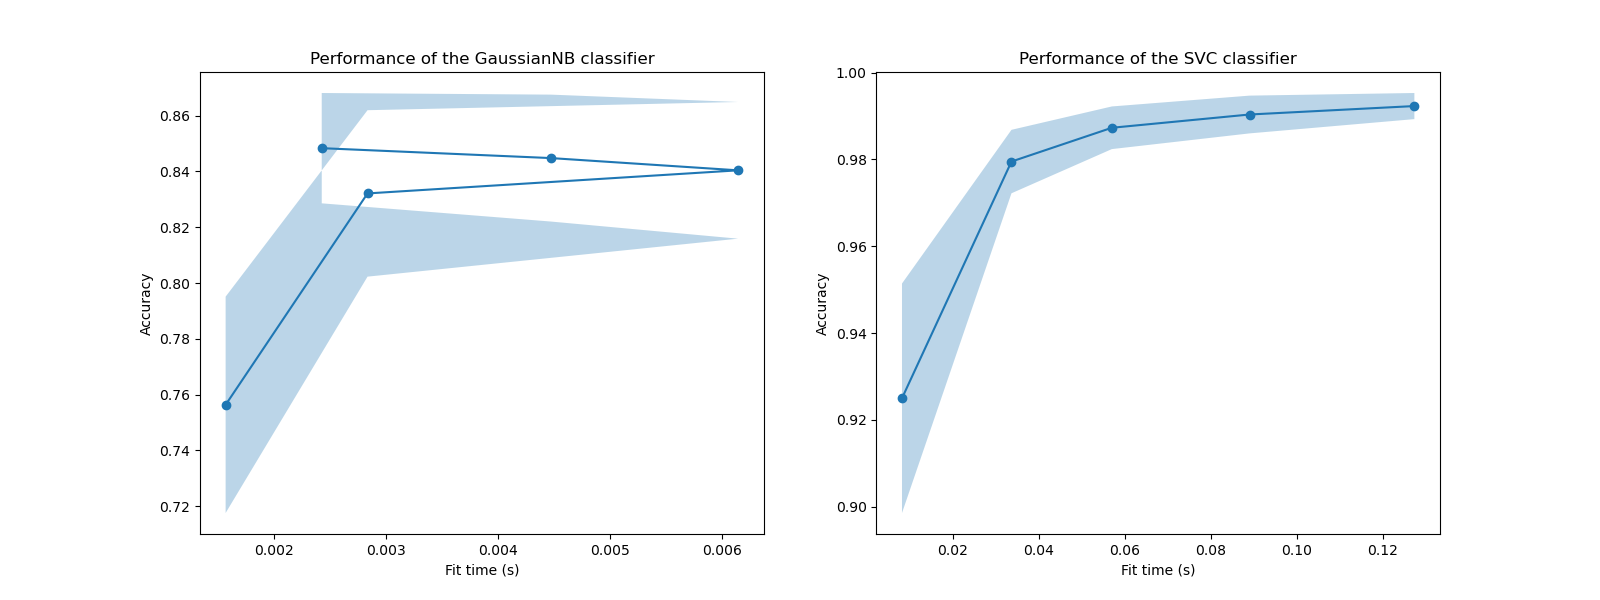 Performance of the GaussianNB classifier
0.86
0.84
0.82
0.80
0.78
0.76
0.74
0.72
Accuracy
0.002 0.003 0.004 0.005 0.006
Fit time (s)
Performance of the SVC classifier
1.00
0.98
0.96
0.94
0.92
0.90
Accuracy
0.02 0.04 0.06 0.08 0.10 0.12
Fit time (s)